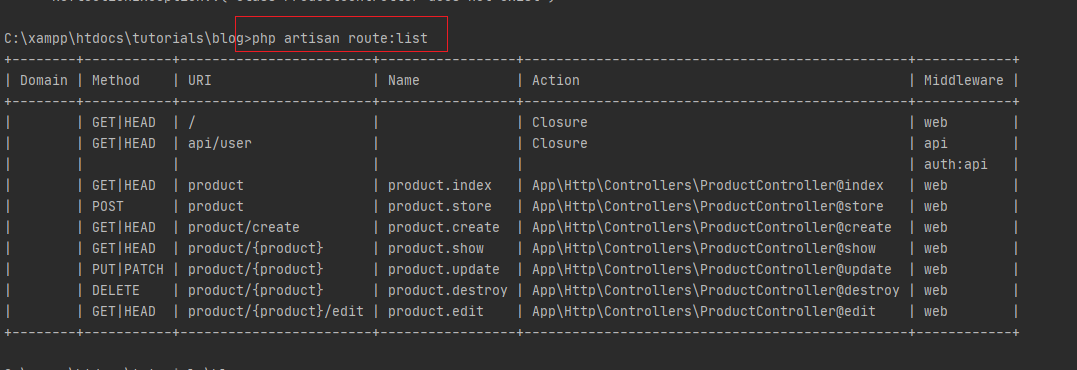 C:\xampp\htdocs\tutorials\blog>php artisan route:list
+--------+-----------+------------------------+-----------------+------------------------------------------------+------------+
| Domain | Method    | URI                    | Name            | Action                                         | Middleware |
+--------+-----------+------------------------+-----------------+------------------------------------------------+------------+
|        | GET|HEAD  | /                      |                 | Closure                                        | web        |
|        | GET|HEAD  | api/user               |                 | Closure                                        | api        |
|        |           |                        |                 |                                                | auth:api   |
|        | GET|HEAD  | product                | product.index   | App\Http\Controllers\ProductController@index   | web        |
|        | POST      | product                | product.store   | App\Http\Controllers\ProductController@store   | web        |
|        | GET|HEAD  | product/create         | product.create  | App\Http\Controllers\ProductController@create  | web        |
|        | GET|HEAD  | product/{product}      | product.show    | App\Http\Controllers\ProductController@show    | web        |
|        | PUT|PATCH | product/{product}      | product.update  | App\Http\Controllers\ProductController@update  | web        |
|        | DELETE    | product/{product}      | product.destroy | App\Http\Controllers\ProductController@destroy | web        |
|        | GET|HEAD  | product/{product}/edit | product.edit    | App\Http\Controllers\ProductController@edit    | web        |
+--------+-----------+------------------------+-----------------+------------------------------------------------+------------+